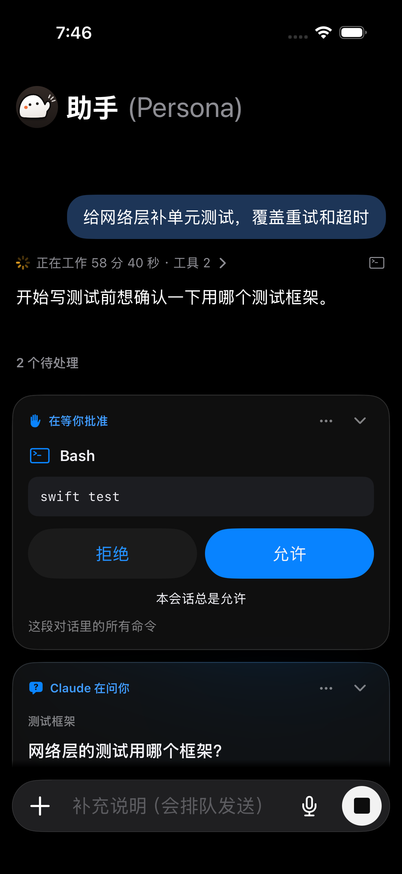 7:46
助手 (Persona)
给网络层补单元测试，覆盖重试和超时
正在工作 58 分 40 秒 · 工具 2
开始写测试前想确认一下用哪个测试框架。
2 个待处理
在等你批准
Bash
swift test
拒绝
允许
本会话总是允许
这段对话里的所有命令
Claude 在问你
测试框架
网络层的测试用哪个框架?
补充说明 (会排队发送)